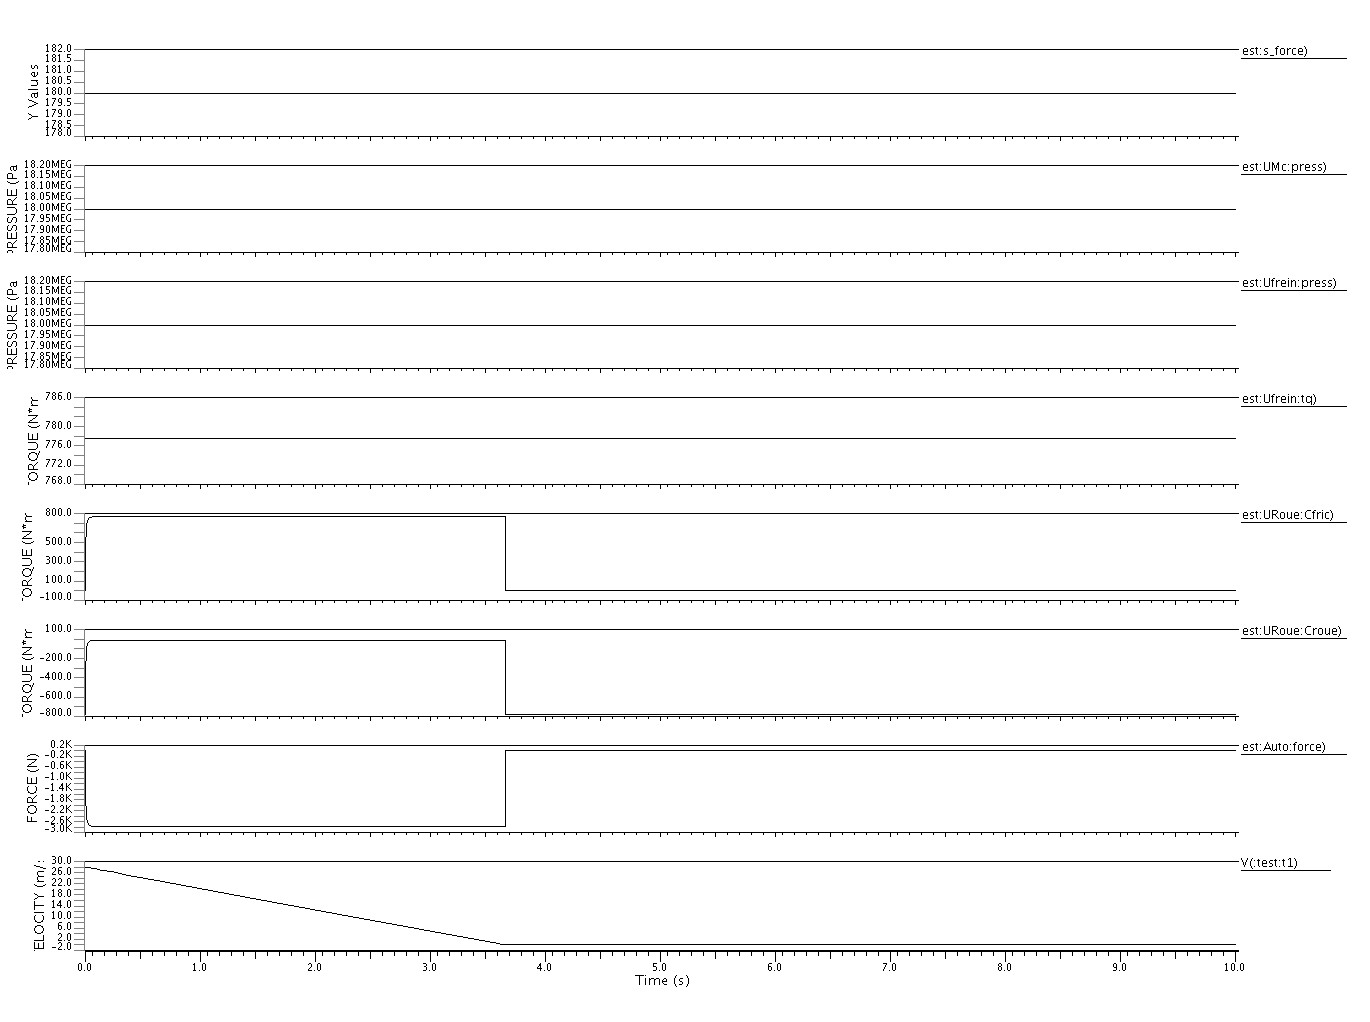 182.0
181.5
181.0
180.5
180.0
179.5
179.0
178.5
178.0
Y Values
est:s_force)
18.20MEG
18.15MEG
18.10MEG
18.05MEG
18.00MEG
17.95MEG
17.90MEG
17.85MEG
17.80MEG
PRESSURE (Pa
est:UMc:press)
18.20MEG
18.15MEG
18.10MEG
18.05MEG
18.00MEG
17.95MEG
17.90MEG
17.85MEG
17.80MEG
PRESSURE (Pa
est:Ufrein:press)
786.0
780.0
776.0
772.0
768.0
ORQUE (N*m
est:Ufrein:tq)
800.0
500.0
300.0
100.0
-100.0
ORQUE (N*m
est:URoue:Cfric)
100.0
-200.0
-400.0
-600.0
-800.0
ORQUE (N*m
est:URoue:Croue)
0.2K
-0.2K
-0.6K
-1.0K
-1.4K
-1.8K
-2.2K
-2.6K
-3.0K
FORCE (N)
est:Auto:force)
30.0
26.0
22.0
18.0
14.0
10.0
6.0
2.0
-2.0
ELOCITY (m/
V(:test:t1)
0.0 1.0 2.0 3.0 4.0 5.0 6.0 7.0 8.0 9.0 10.0
Time (s)